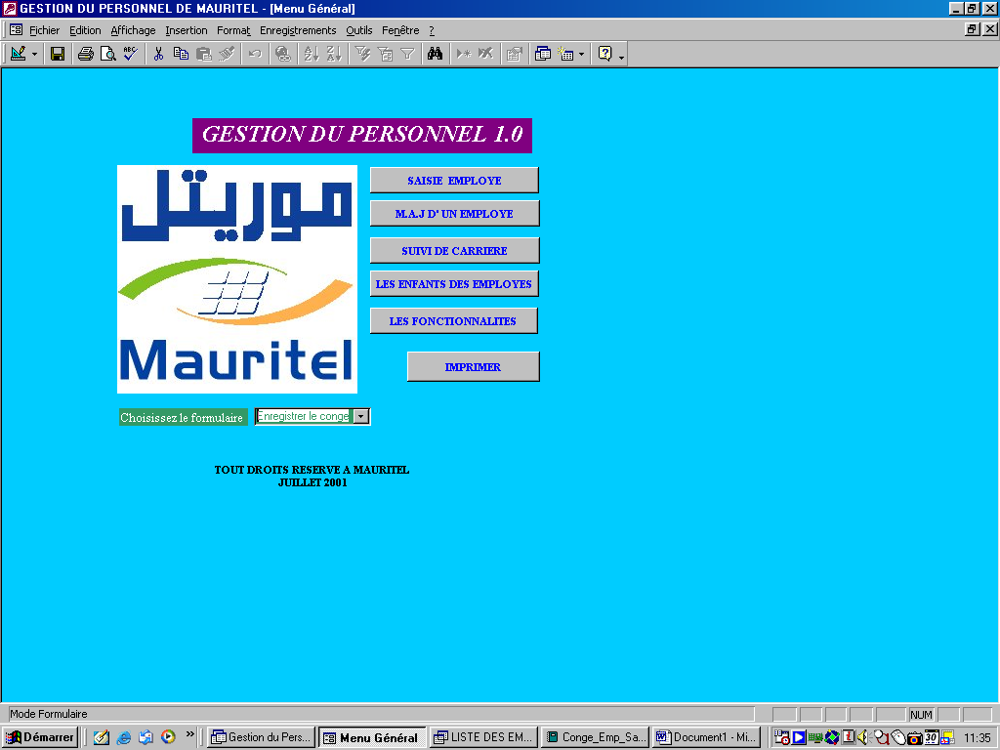 GESTION DU PERSONNEL DE MAURITEL - [Menu Général]
Fichier Edition Affichage Insertion Format Enregistrements Outils Fenêtre ?
GESTION DU PERSONNEL 1.0
موريتل
Mauritel
SAISIE EMPLOYE
M.A.J D' UN EMPLOYE
SUIVI DE CARRIERE
LES ENFANTS DES EMPLOYES
LES FONCTIONNALITES
IMPRIMER
Choisissez le formulaire Enregistrer le conge
TOUT DROITS RESERVE A MAURITEL
JUILLET 2001
Mode Formulaire NUM
Démarrer Gestion du Pers... Menu Général LISTE DES EM... Conge_Emp_Sa... Document1 - Mi... 30 11:35